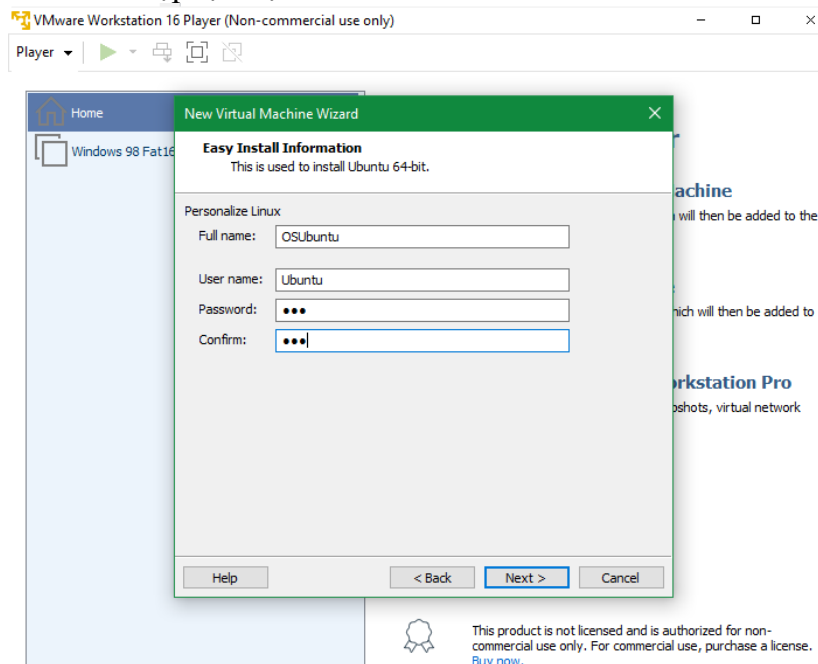 VMware Workstation 16 Player (Non-commercial use only)
Player
Home
Windows 98 Fat16
New Virtual Machine Wizard
Easy Install Information
This is used to install Ubuntu 64-bit.
Personalize Linux
Full name: OSUbuntu
User name: Ubuntu
Password: •••
Confirm: •••
Help < Back Next > Cancel
will then be added to the
which will then be added to
Workstation Pro
virtual network
This product is not licensed and is authorized for non-
commercial use only. For commercial use, purchase a license.
Buy now.